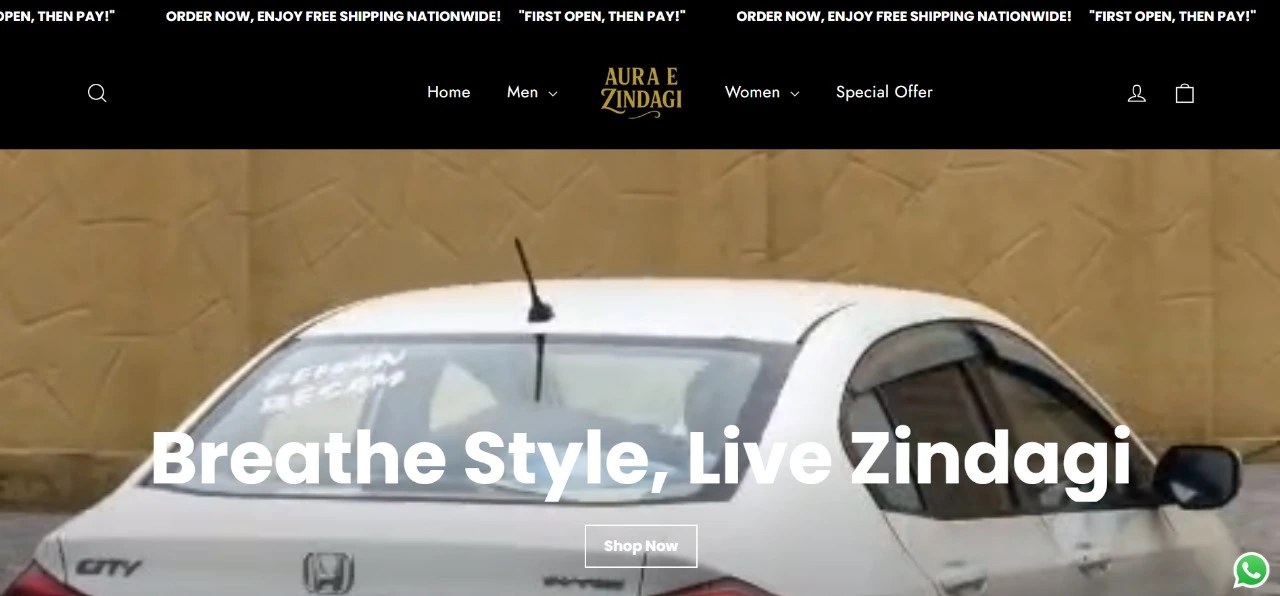 OPEN, THEN PAY!" ORDER NOW, ENJOY FREE SHIPPING NATIONWIDE! "FIRST OPEN, THEN PAY!" ORDER NOW, ENJOY FREE SHIPPING NATIONWIDE! "FIRST OPEN, THEN PAY!"
Home Men AURA E ZINDAGI Women Special Offer
Breathe Style, Live Zindagi
Shop Now
CITY